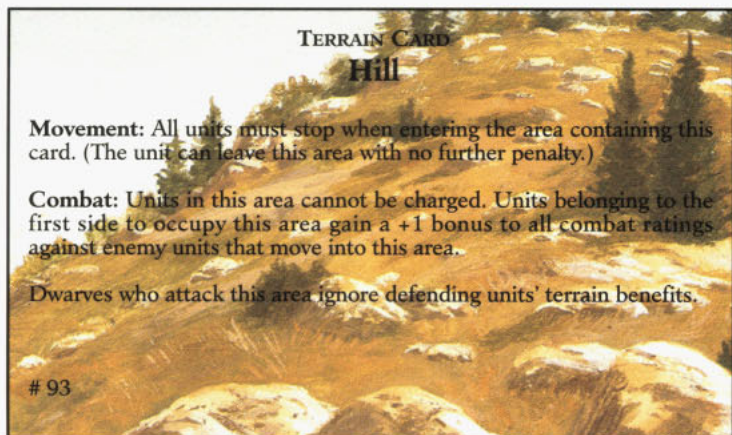 TERRAIN CARD
Hill
Movement: All units must stop when entering the area containing this
card. (The unit can leave this area with no further penalty.)
Combat: Units in this area cannot be charged. Units belonging to the
first side to occupy this area gain a +1 bonus to all combat ratings
against enemy units that move into this area.
Dwarves who attack this area ignore defending units' terrain benefits.
# 93